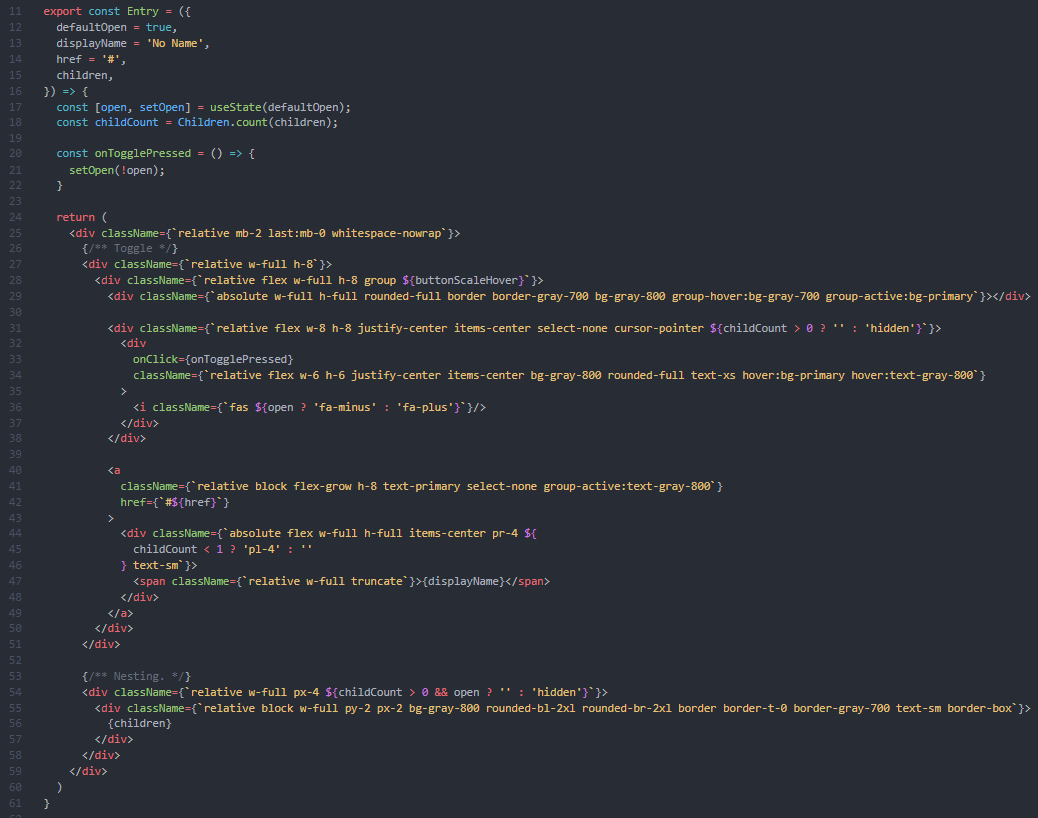 11 export const Entry = ({
12   defaultOpen = true,
13   displayName = 'No Name',
14   href = '#',
15   children,
16 }) => {
17   const [open, setOpen] = useState(defaultOpen);
18   const childCount = Children.count(children);
19
20   const onTogglePressed = () => {
21     setOpen(!open);
22   }
23
24   return (
25     <div className={`relative mb-2 last:mb-0 whitespace-nowrap`}>
26       {/** Toggle */}
27       <div className={`relative w-full h-8`}>
28         <div className={`relative flex w-full h-8 group ${buttonScaleHover}`}>
29           <div className={`absolute w-full h-full rounded-full border border-gray-700 bg-gray-800 group-hover:bg-gray-700 group-active:bg-primary`}></div>
30
31           <div className={`relative flex w-8 h-8 justify-center items-center select-none cursor-pointer ${childCount > 0 ? '' : 'hidden'}`}>
32             <div
33               onClick={onTogglePressed}
34               className={`relative flex w-6 h-6 justify-center items-center bg-gray-800 rounded-full text-xs hover:bg-primary hover:text-gray-800`}
35             >
36               <i className={`fas ${open ? 'fa-minus' : 'fa-plus'}`}/>
37             </div>
38           </div>
39
40           <a
41             className={`relative block flex-grow h-8 text-primary select-none group-active:text-gray-800`}
42             href={`#${href}`}
43           >
44             <div className={`absolute flex w-full h-full items-center pr-4 ${
45               childCount < 1 ? 'pl-4' : ''
46             } text-sm`}>
47               <span className={`relative w-full truncate`}>{displayName}</span>
48             </div>
49           </a>
50         </div>
51       </div>
52
53       {/** Nesting. */}
54       <div className={`relative w-full px-4 ${childCount > 0 && open ? '' : 'hidden'}`}>
55         <div className={`relative block w-full py-2 px-2 bg-gray-800 rounded-bl-2xl rounded-br-2xl border border-t-0 border-gray-700 text-sm border-box`}>
56           {children}
57         </div>
58       </div>
59     </div>
60   )
61 }